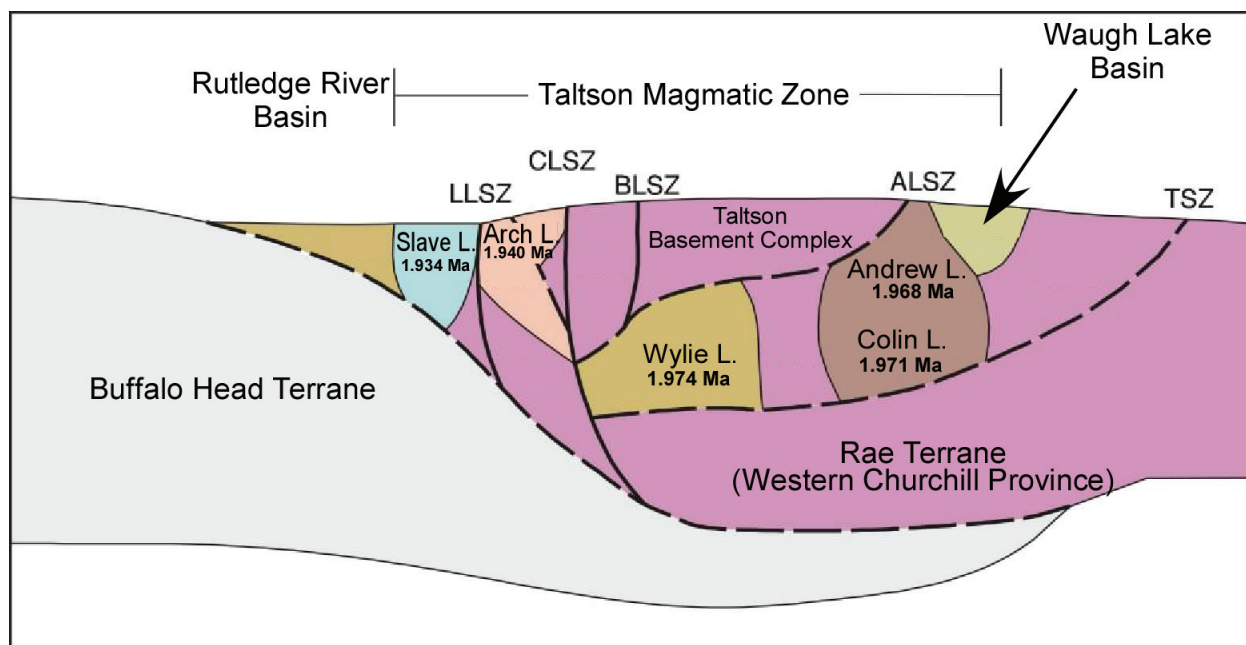 Waugh Lake
Basin
Rutledge River
Basin
Taltson Magmatic Zone
CLSZ
LLSZ
BLSZ
ALSZ
TSZ
Slave L.
1.934 Ma
Arch L.
1.940 Ma
Taltson
Basement Complex
Andrew L.
1.968 Ma
Colin L.
1.971 Ma
Wylie L.
1.974 Ma
Buffalo Head Terrane
Rae Terrane
(Western Churchill Province)